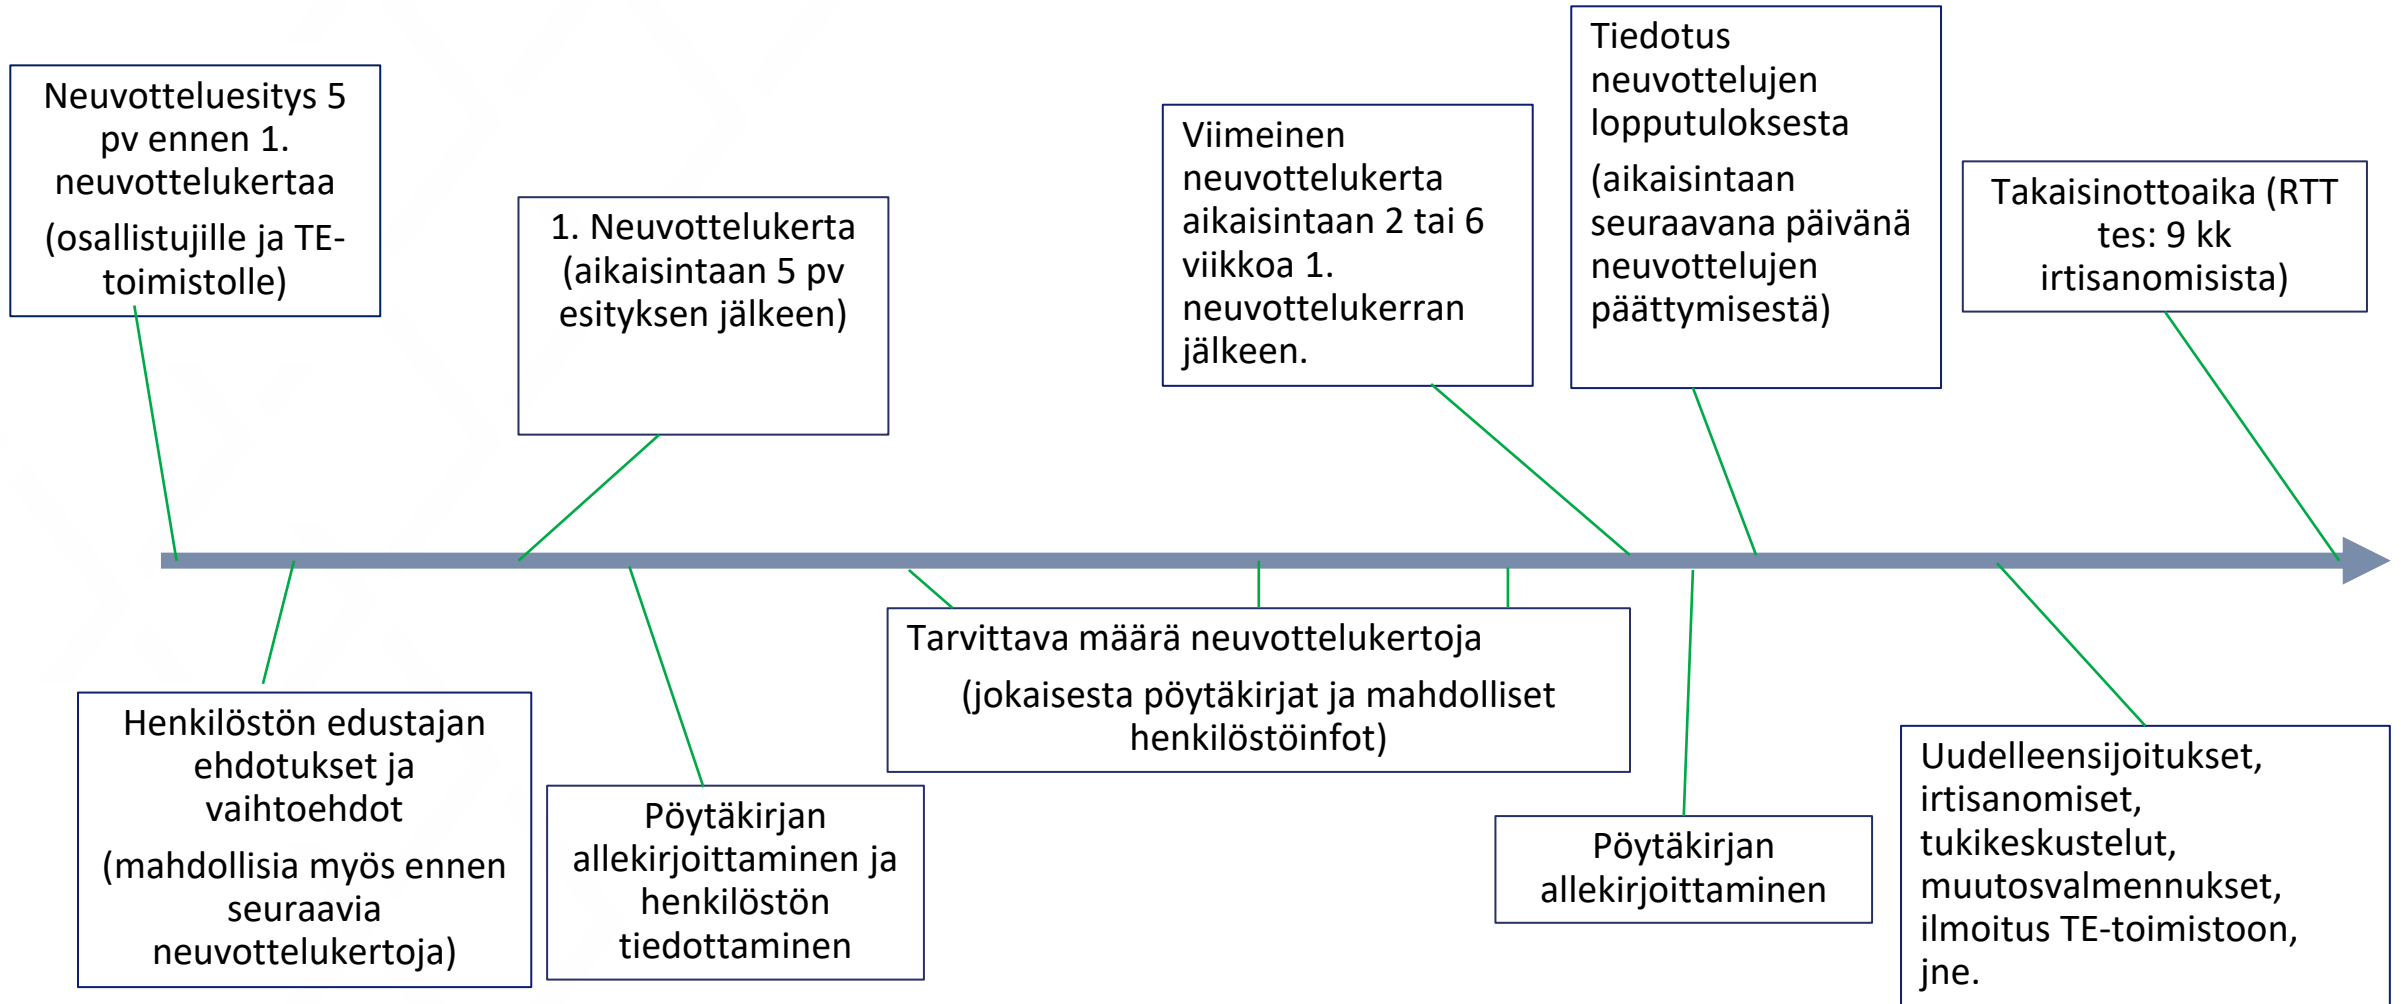 Neuvotteluesitys 5
pv ennen 1.
neuvottelukertaa
(osallistujille ja TE-
toimistolle)
1. Neuvottelukerta
(aikaisintaan 5 pv
esityksen jälkeen)
Viimeinen
neuvottelukerta
aikaisintaan 2 tai 6
viikkoa 1.
neuvottelukerran
jälkeen.
Tiedotus
neuvottelujen
lopputuloksesta
(aikaisintaan
seuraavana päivänä
neuvottelujen
päättymisestä)
Takaisinottoaika (RTT
tes: 9 kk
irtisanomisista)
Henkilöstön edustajan
ehdotukset ja
vaihtoehdot
(mahdollisia myös ennen
seuraavia
neuvottelukertoja)
Pöytäkirjan
allekirjoittaminen ja
henkilöstön
tiedottaminen
Tarvittava määrä neuvottelukertoja
(jokaisesta pöytäkirjat ja mahdolliset
henkilöstöinfot)
Pöytäkirjan
allekirjoittaminen
Uudelleensijoitukset,
irtisanomiset,
tukikeskustelut,
muutosvalmennukset,
ilmoitus TE-toimistoon,
jne.